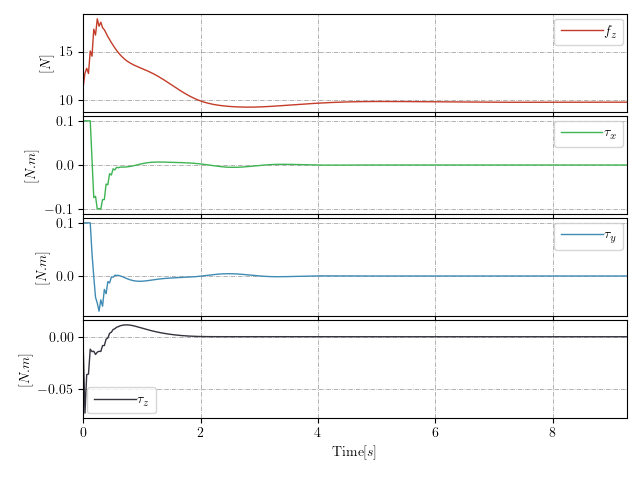 f_z
[N]
15
10
τ_x
[N.m]
0.1
0.0
−0.1
τ_y
[N.m]
0.1
0.0
τ_z
[N.m]
0.00
−0.05
0 2 4 6 8
Time[s]